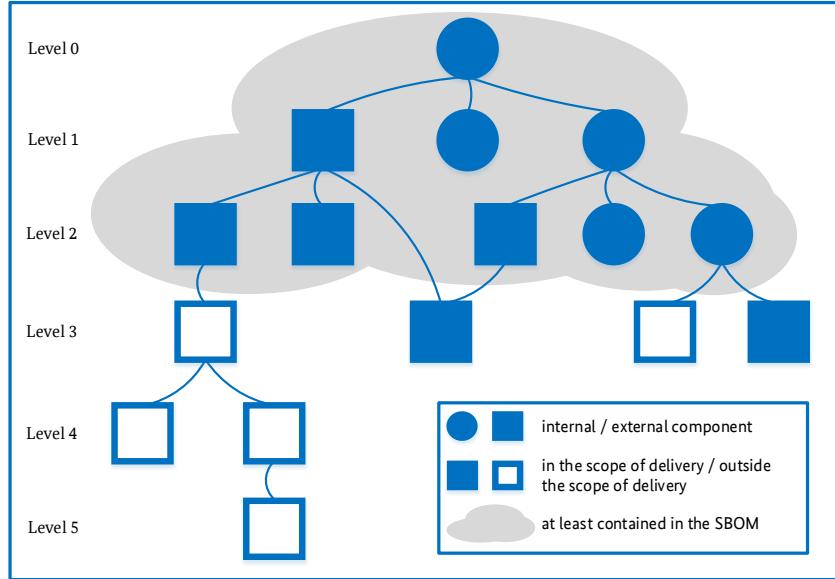 Level 0
Level 1
Level 2
Level 3
Level 4
Level 5
internal / external component
in the scope of delivery / outside
the scope of delivery
at least contained in the SBOM